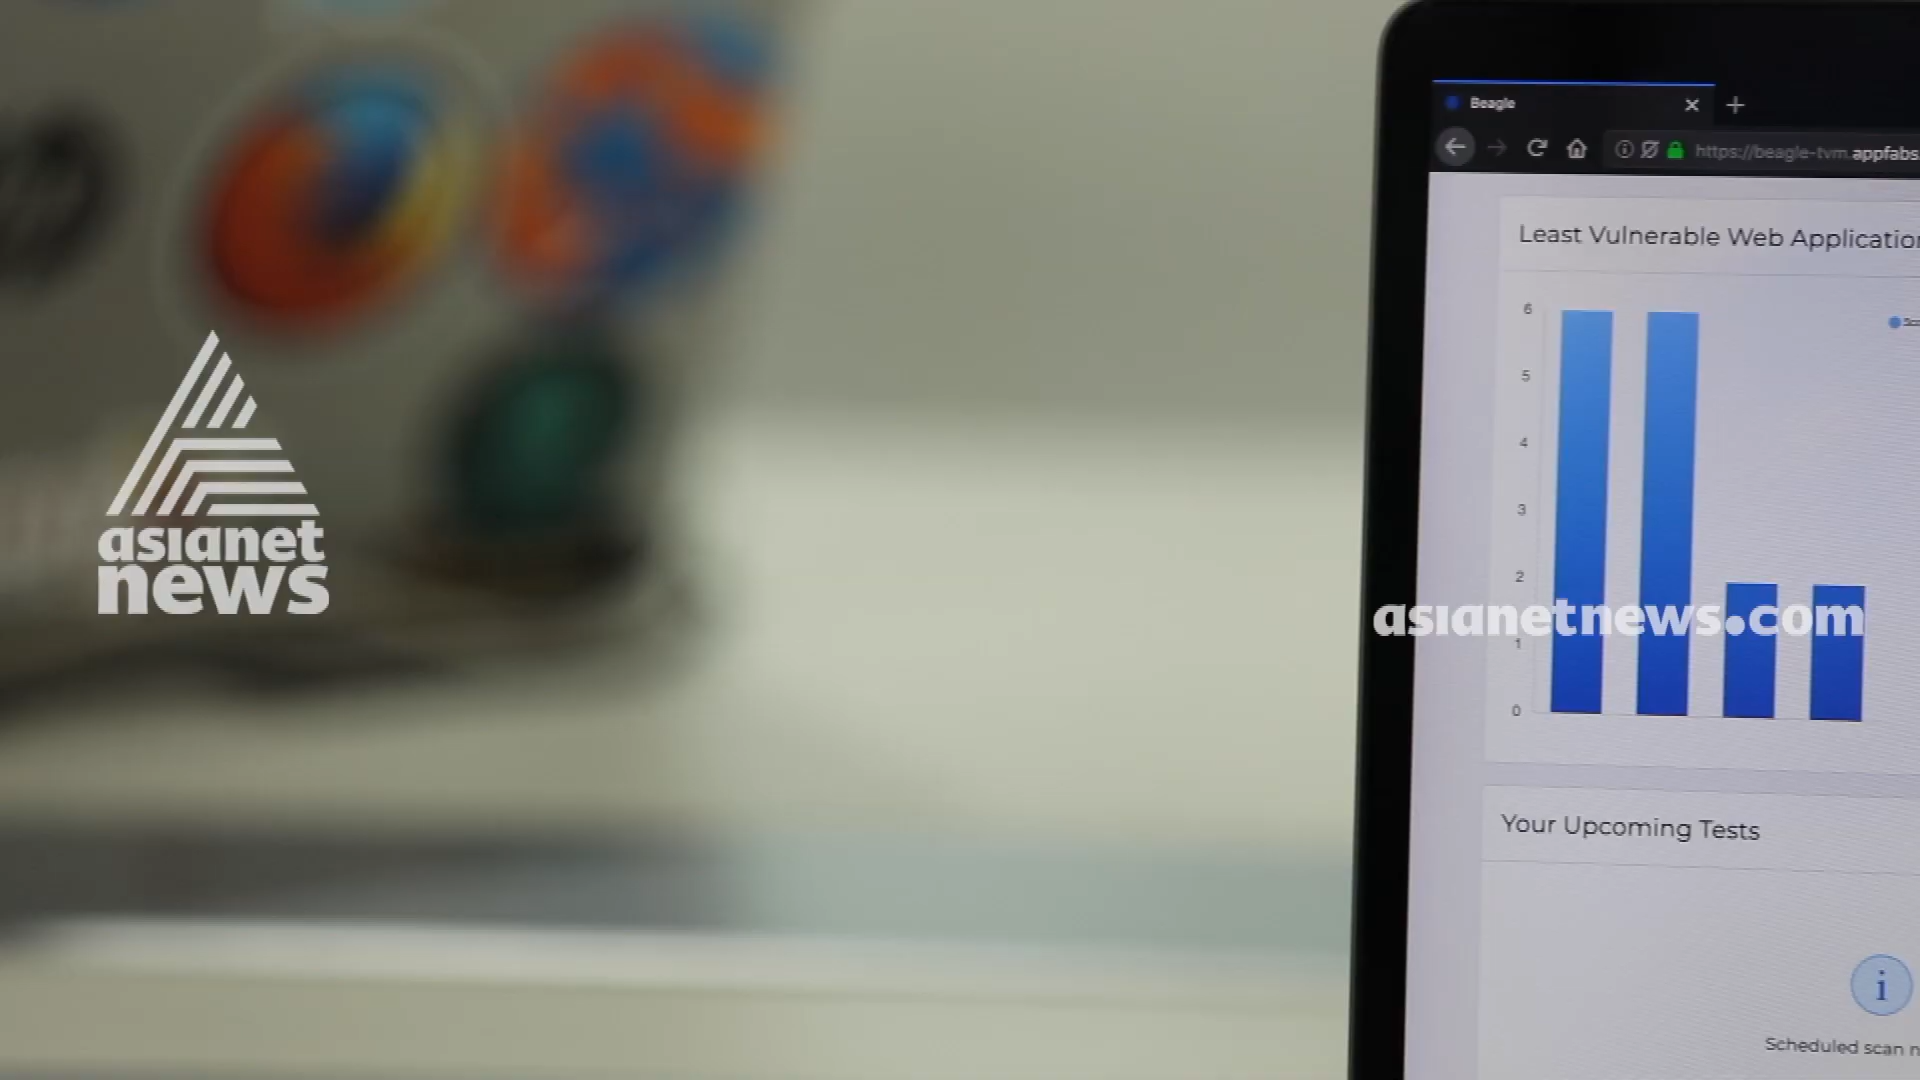 Beagle
https://beagle-tvm.appfabs
Least Vulnerable Web Application
6
5
4
3
2
1
0
asianet
news
asianetnews.com
Your Upcoming Tests
i
Scheduled scan